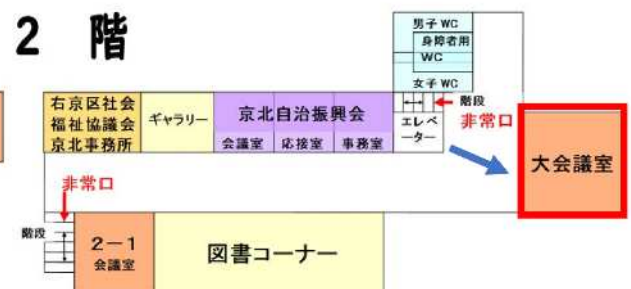 2 階
男子 WC
身障者用
WC
女子 WC
右京区社会
福祉協議会
京北事務所
ギャラリー
京北自治振興会
会議室
応接室
事務室
エレベ
ーター
階段
非常口
大会議室
非常口
階段
2－1
会議室
図書コーナー